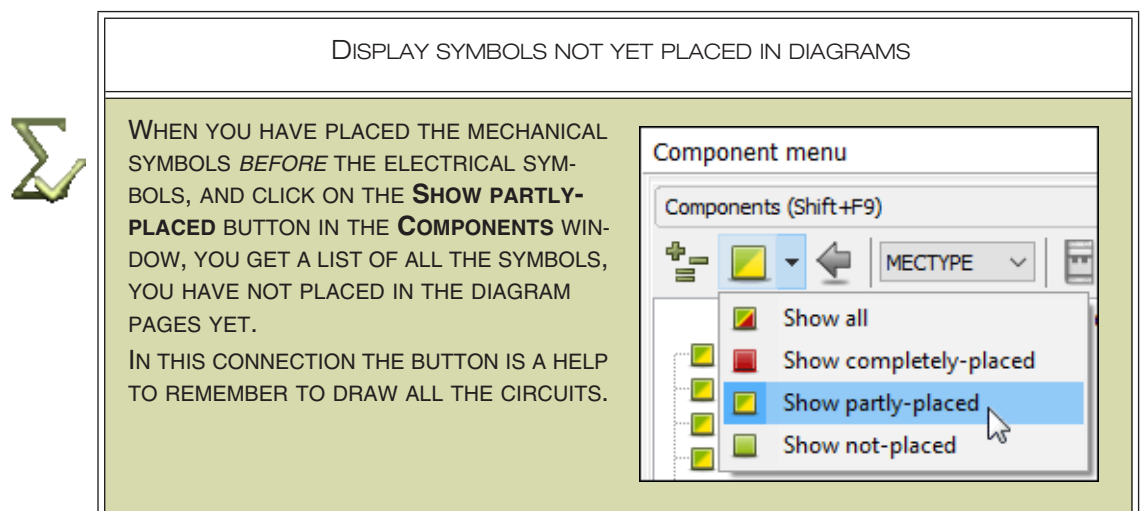 DISPLAY SYMBOLS NOT YET PLACED IN DIAGRAMS
WHEN YOU HAVE PLACED THE MECHANICAL
SYMBOLS BEFORE THE ELECTRICAL SYM-
BOLS, AND CLICK ON THE SHOW PARTLY-
PLACED BUTTON IN THE COMPONENTS WIN-
DOW, YOU GET A LIST OF ALL THE SYMBOLS,
YOU HAVE NOT PLACED IN THE DIAGRAM
PAGES YET.
IN THIS CONNECTION THE BUTTON IS A HELP
TO REMEMBER TO DRAW ALL THE CIRCUITS.
Component menu
Components (Shift+F9)
MECTYPE
Show all
Show completely-placed
Show partly-placed
Show not-placed